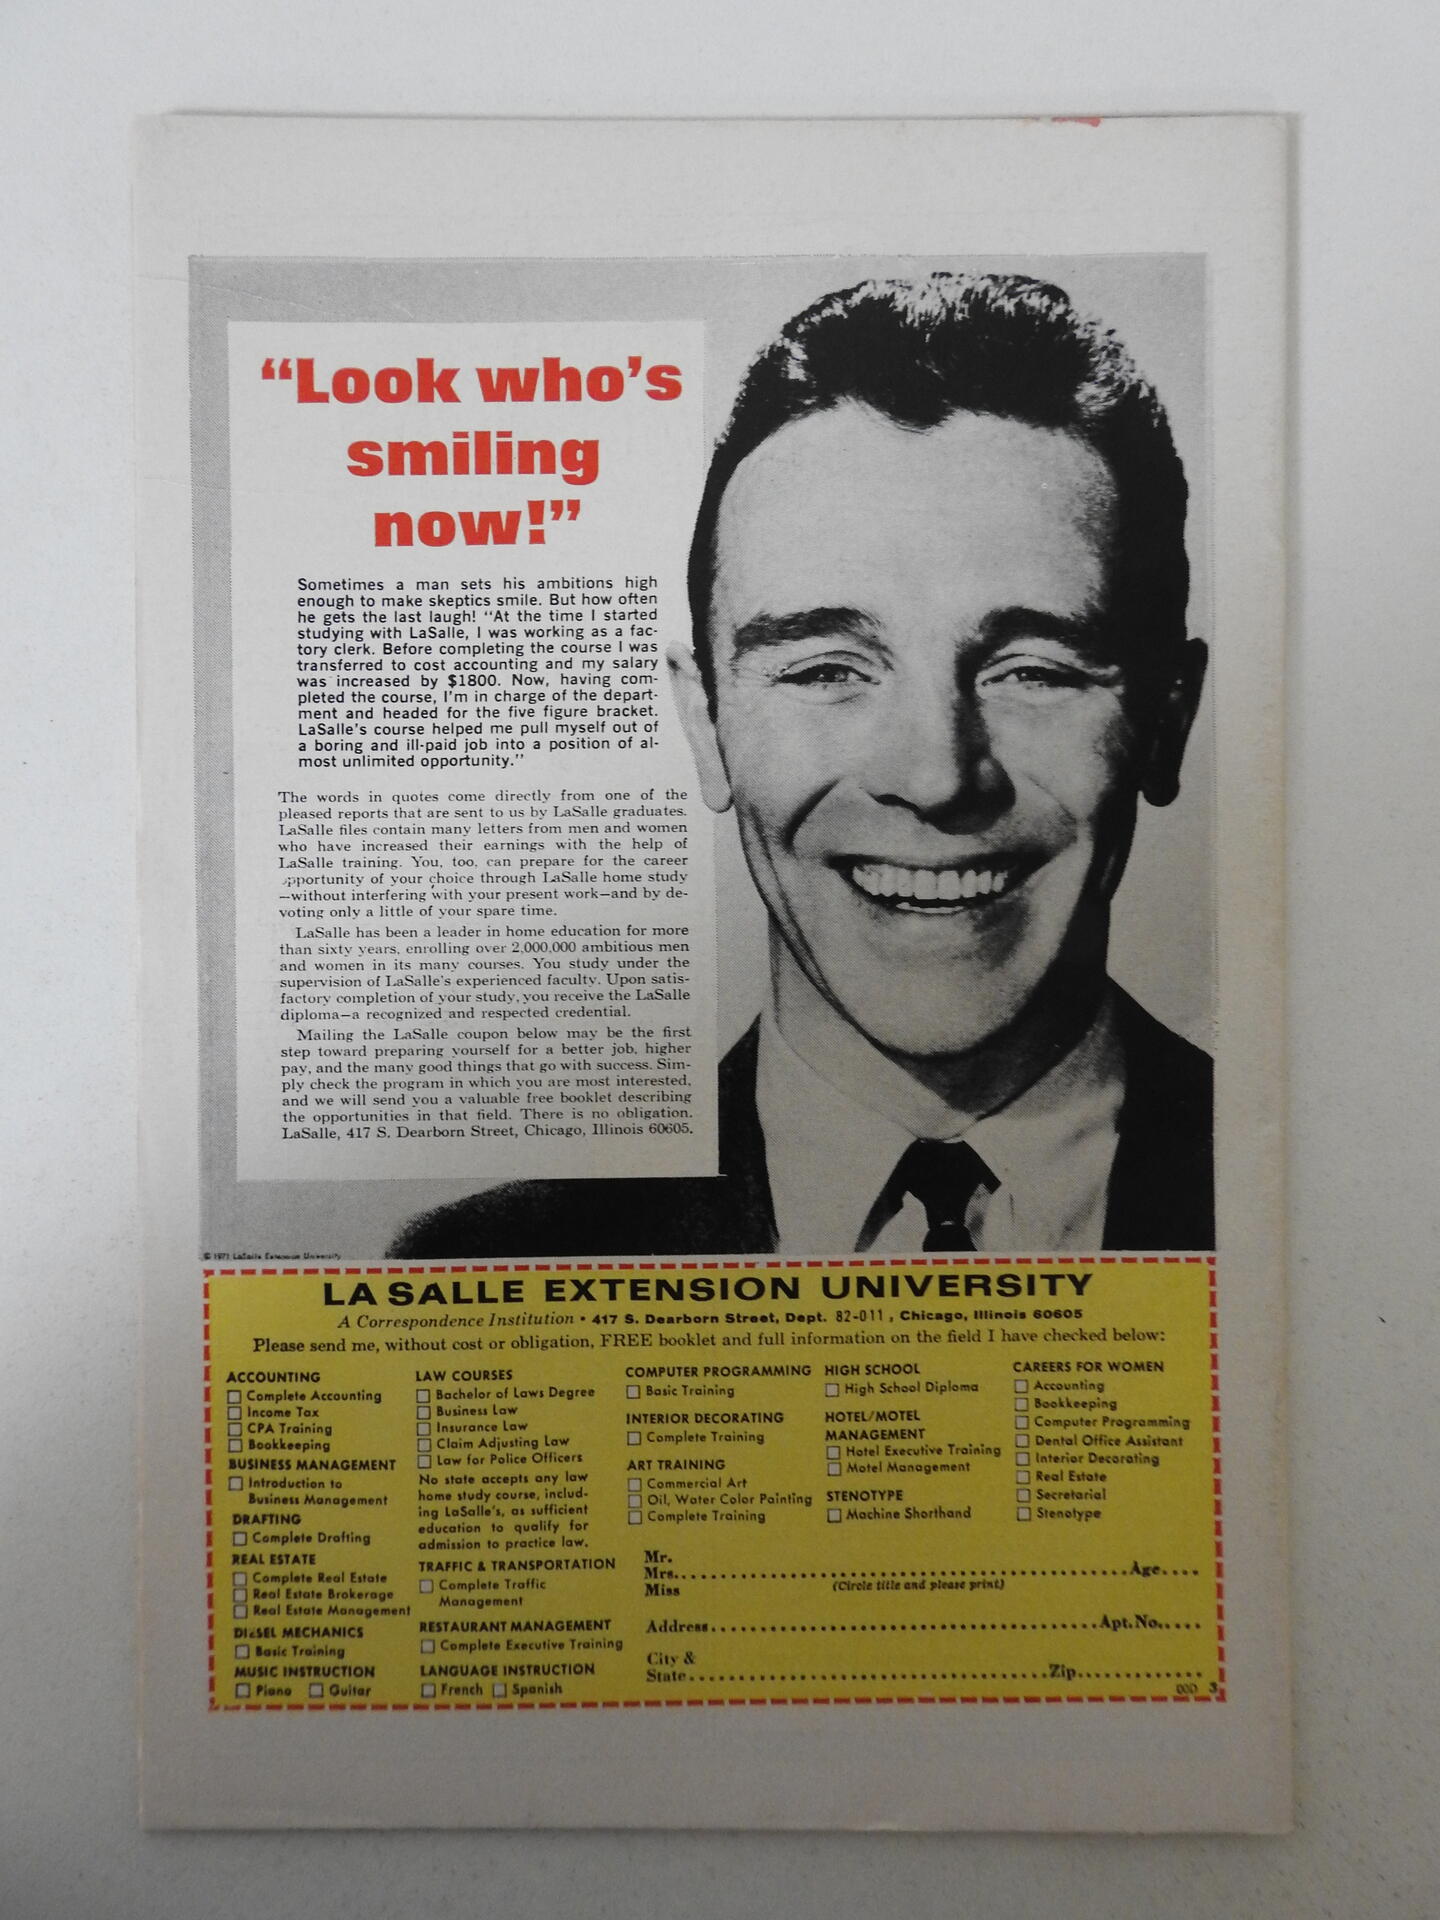 “Look who’s
smiling
now!”
Sometimes a man sets his ambitions high
enough to make skeptics smile. But how often
he gets the last laugh! “At the time I started
studying with LaSalle, I was working as a fac-
tory clerk. Before completing the course I was
transferred to cost accounting and my salary
was increased by $1800. Now, having com-
pleted the course, I’m in charge of the depart-
ment and headed for the five figure bracket.
LaSalle’s course helped me pull myself out of
a boring and ill-paid job into a position of al-
most unlimited opportunity.”
The words in quotes come directly from one of the
pleased reports that are sent to us by LaSalle graduates.
LaSalle files contain many letters from men and women
who have increased their earnings with the help of
LaSalle training. You, too, can prepare for the career
opportunity of your choice through LaSalle home study
—without interfering with your present work—and by de-
voting only a little of your spare time.
LaSalle has been a leader in home education for more
than sixty years, enrolling over 2,000,000 ambitious men
and women in its many courses. You study under the
supervision of LaSalle’s experienced faculty. Upon satis-
factory completion of your study, you receive the LaSalle
diploma—a recognized and respected credential.
Mailing the LaSalle coupon below may be the first
step toward preparing yourself for a better job, higher
pay, and the many good things that go with success. Sim-
ply check the program in which you are most interested,
and we will send you a valuable free booklet describing
the opportunities in that field. There is no obligation.
LaSalle, 417 S. Dearborn Street, Chicago, Illinois 60605.
© 1971 LaSalle Extension University
LA SALLE EXTENSION UNIVERSITY
A Correspondence Institution • 417 S. Dearborn Street, Dept. 82-011, Chicago, Illinois 60605
Please send me, without cost or obligation, FREE booklet and full information on the field I have checked below:
ACCOUNTING
Complete Accounting
Income Tax
CPA Training
Bookkeeping
BUSINESS MANAGEMENT
Introduction to
Business Management
DRAFTING
Complete Drafting
REAL ESTATE
Complete Real Estate
Real Estate Brokerage
Real Estate Management
DIESEL MECHANICS
Basic Training
MUSIC INSTRUCTION
Piano Guitar
LAW COURSES
Bachelor of Laws Degree
Business Law
Insurance Law
Claim Adjusting Law
Law for Police Officers
No state accepts any law
home study course, includ-
ing LaSalle’s, as sufficient
education to qualify for
admission to practice law.
TRAFFIC & TRANSPORTATION
Complete Traffic
Management
RESTAURANT MANAGEMENT
Complete Executive Training
LANGUAGE INSTRUCTION
French Spanish
COMPUTER PROGRAMMING
Basic Training
INTERIOR DECORATING
Complete Training
ART TRAINING
Commercial Art
Oil, Water Color Painting
Complete Training
HIGH SCHOOL
High School Diploma
HOTEL/MOTEL
MANAGEMENT
Hotel Executive Training
Motel Management
STENOTYPE
Machine Shorthand
CAREERS FOR WOMEN
Accounting
Bookkeeping
Computer Programming
Dental Office Assistant
Interior Decorating
Real Estate
Secretarial
Stenotype
Mr.
Mrs. Age
Miss (Circle title and please print)
Address Apt.No.
City &
State Zip
3